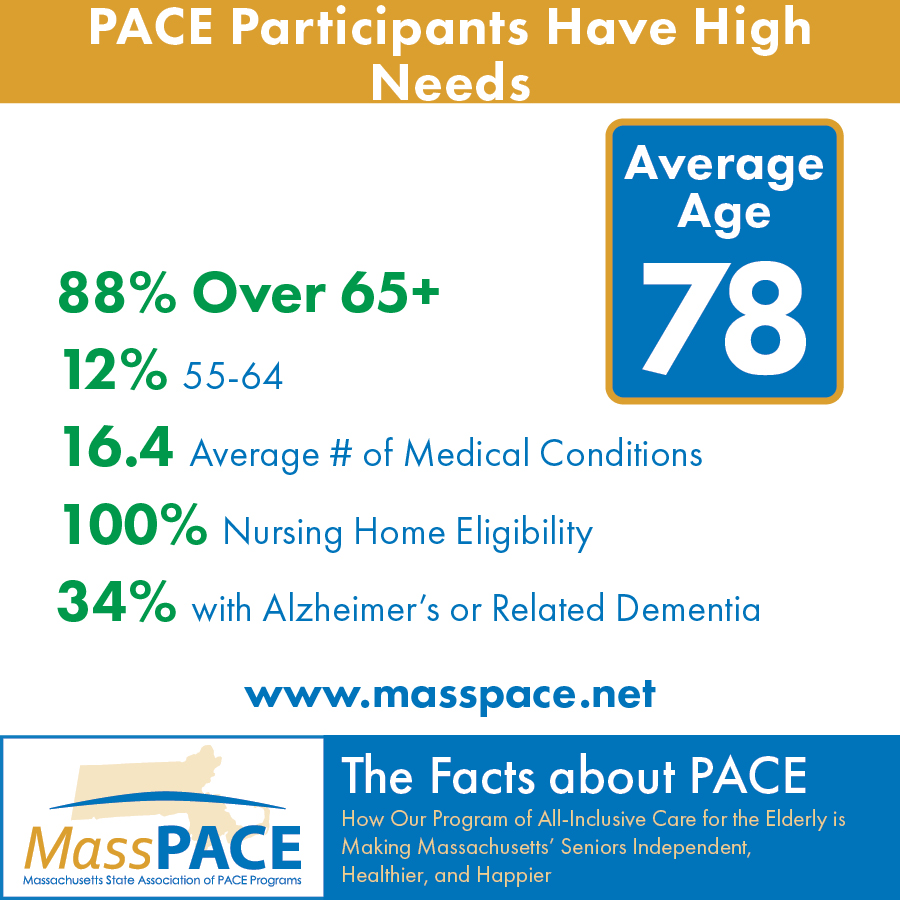 PACE Participants Have High
Needs
Average
Age
78
88% Over 65+
12% 55-64
16.4 Average # of Medical Conditions
100% Nursing Home Eligibility
34% with Alzheimer’s or Related Dementia
www.masspace.net
MassPACE
Massachusetts State Association of PACE Programs
The Facts about PACE
How Our Program of All-Inclusive Care for the Elderly is
Making Massachusetts’ Seniors Independent,
Healthier, and Happier